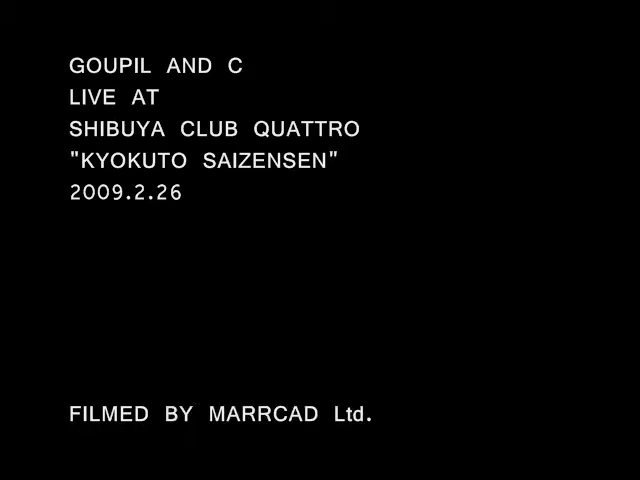 GOUPIL AND C
LIVE AT
SHIBUYA CLUB QUATTRO
"KYOKUTO SAIZENSEN"
2009.2.26
FILMED BY MARRCAD Ltd.